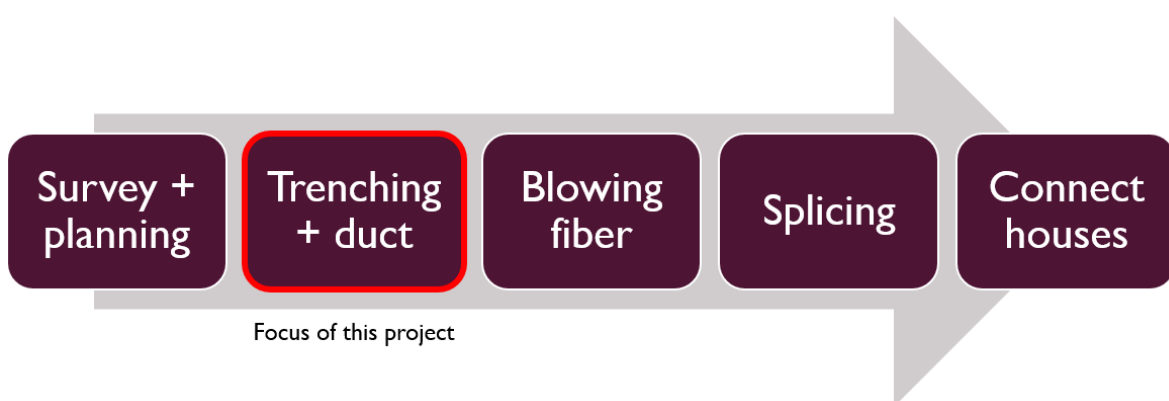 Survey +
planning
Trenching
+ duct
Blowing
fiber
Splicing
Connect
houses
Focus of this project